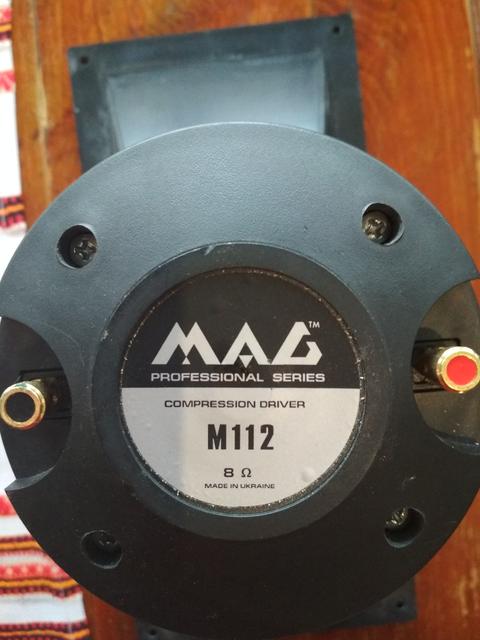 MAG™
PROFESSIONAL SERIES
COMPRESSION DRIVER
M112
8 Ω
MADE IN UKRAINE